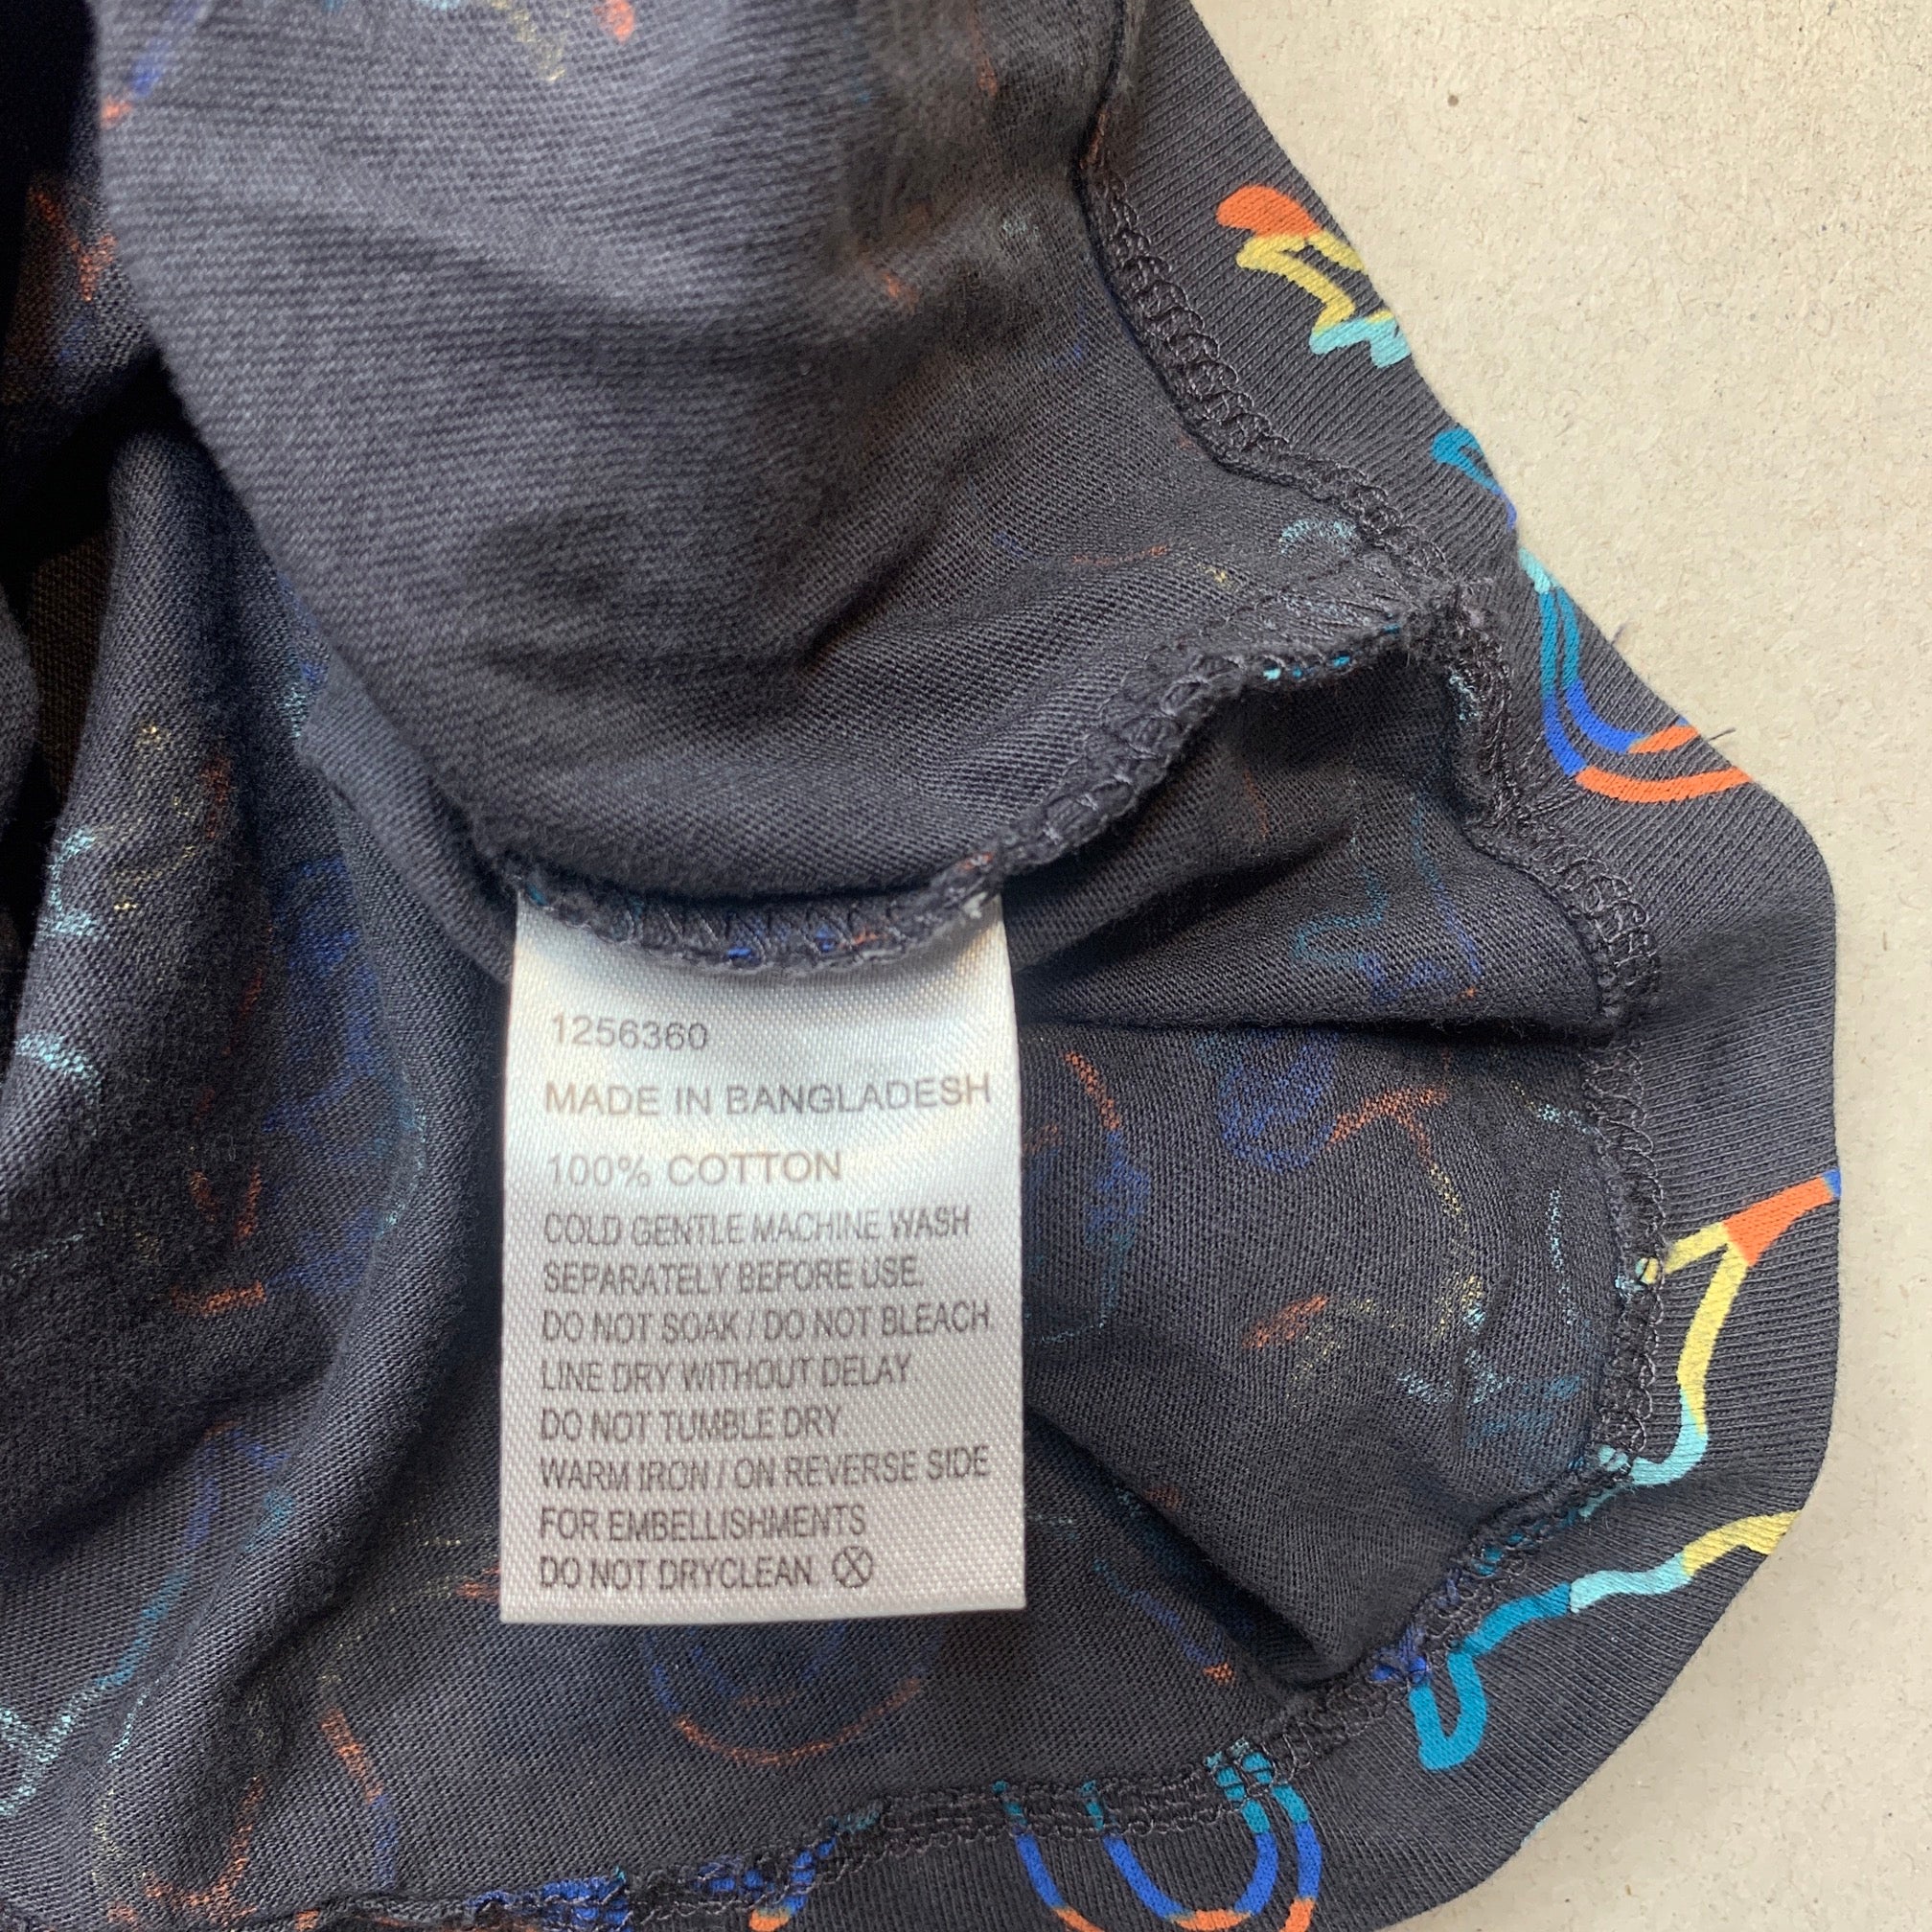 1256360
MADE IN BANGLADESH
100% COTTON
COLD GENTLE MACHINE WASH
SEPARATELY BEFORE USE.
DO NOT SOAK / DO NOT BLEACH
LINE DRY WITHOUT DELAY.
DO NOT TUMBLE DRY.
WARM IRON / ON REVERSE SIDE
FOR EMBELLISHMENTS
DO NOT DRYCLEAN.